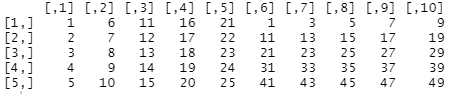 [,1] [,2] [,3] [,4] [,5] [,6] [,7] [,8] [,9] [,10]
[1,] 1 6 11 16 21 1 3 5 7 9
[2,] 2 7 12 17 22 11 13 15 17 19
[3,] 3 8 13 18 23 21 23 25 27 29
[4,] 4 9 14 19 24 31 33 35 37 39
[5,] 5 10 15 20 25 41 43 45 47 49